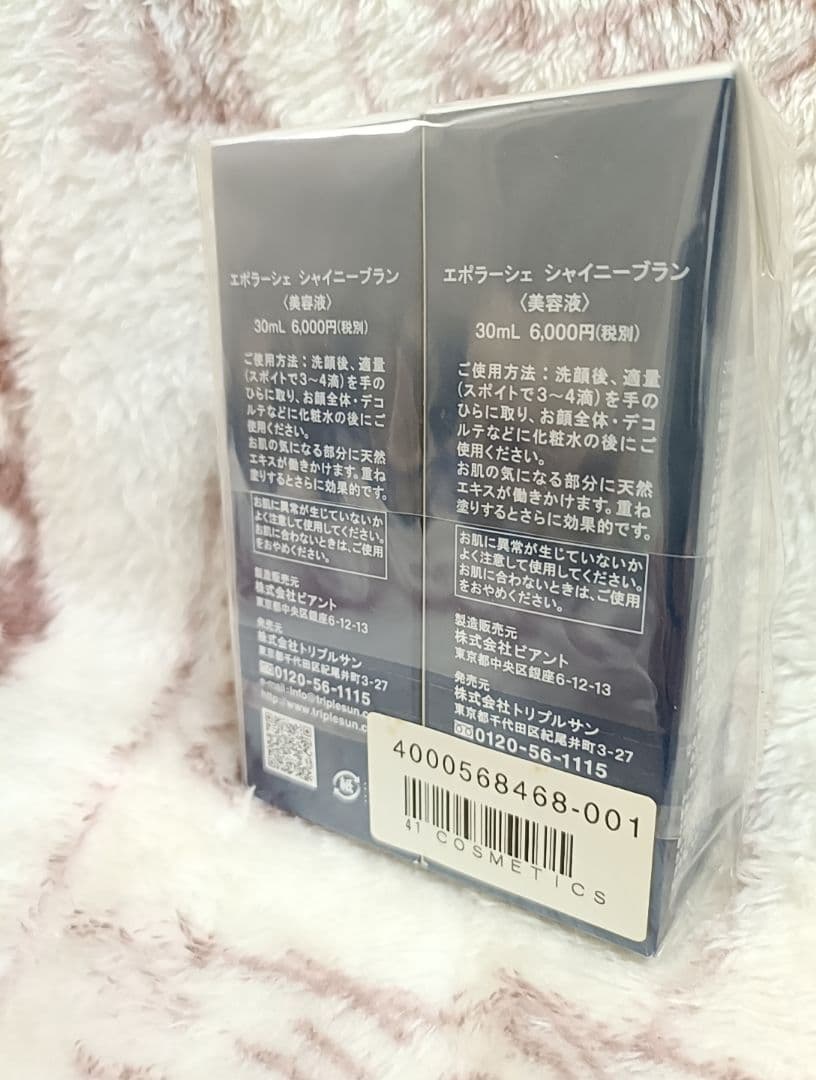 エポラーシェ シャイニーブラン
〈美容液〉
30mL 6,000円(税別)
ご使用方法：洗顔後、適量
(スポイトで3〜4滴)を手の
ひらに取り、お顔全体・デコ
ルテなどに化粧水の後にご
使用ください。
お肌の気になる部分に天然
エキスが働きかけます。重ね
塗りするとさらに効果的です。
お肌に異常が生じていないか
よく注意して使用してください。
お肌に合わないときは、ご使用
をおやめください。
製造販売元
株式会社ビアント
東京都中央区銀座6-12-13
発売元
株式会社トリプルサン
東京都千代田区紀尾井町3-27
0120-56-1115
e-mail:info@triplesun.c
http://www.triplesun.c
紙
エポラーシェ シャイニーブラン
〈美容液〉
30mL 6,000円(税別)
ご使用方法：洗顔後、適量
(スポイトで3〜4滴)を手の
ひらに取り、お顔全体・デコ
ルテなどに化粧水の後にご
使用ください。
お肌の気になる部分に天然
エキスが働きかけます。重ね
塗りするとさらに効果的です。
お肌に異常が生じていないか
よく注意して使用してください。
お肌に合わないときは、ご使用
をおやめください。
製造販売元
株式会社ビアント
東京都中央区銀座6-12-13
発売元
株式会社トリプルサン
東京都千代田区紀尾井町3-27
0120-56-1115
4000568468-001
41 COSMETICS